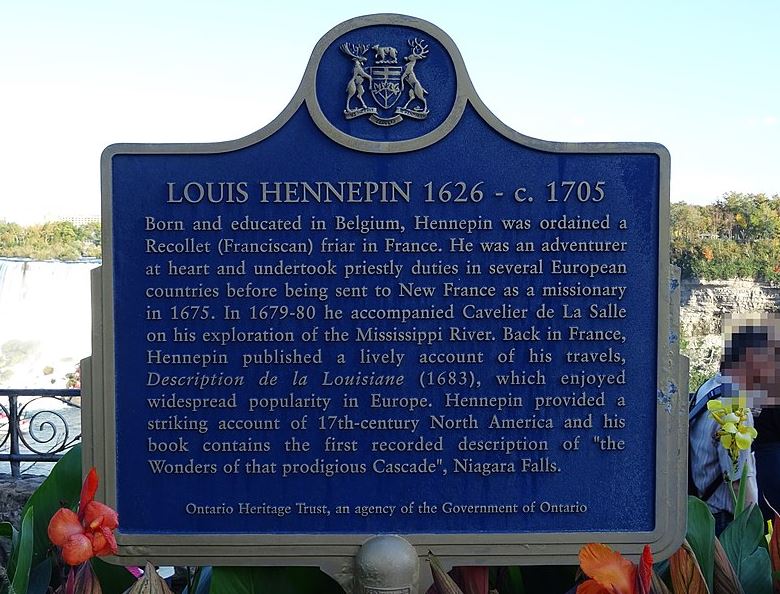 LOUIS HENNEPIN 1626 - c. 1705
Born and educated in Belgium, Hennepin was ordained a
Recollet (Franciscan) friar in France. He was an adventurer
at heart and undertook priestly duties in several European
countries before being sent to New France as a missionary
in 1675. In 1679-80 he accompanied Cavelier de La Salle
on his exploration of the Mississippi River. Back in France,
Hennepin published a lively account of his travels,
Description de la Louisiane (1683), which enjoyed
widespread popularity in Europe. Hennepin provided a
striking account of 17th-century North America and his
book contains the first recorded description of "the
Wonders of that prodigious Cascade", Niagara Falls.
Ontario Heritage Trust, an agency of the Government of Ontario